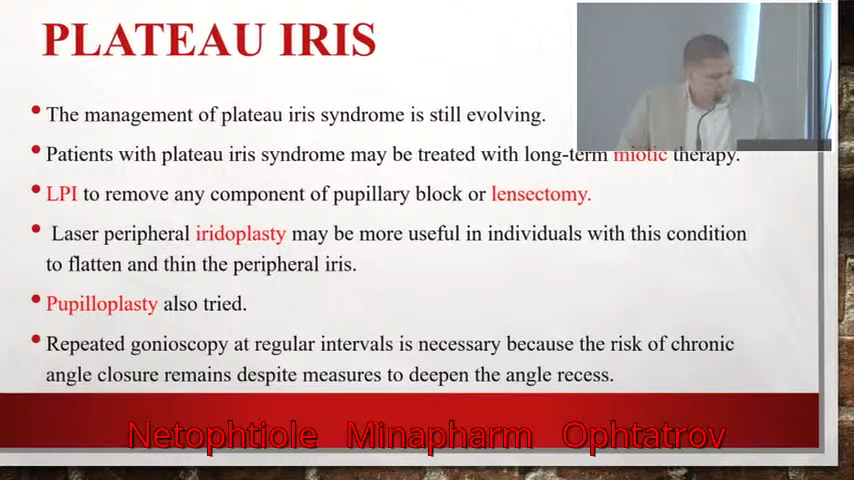 PLATEAU IRIS
The management of plateau iris syndrome is still evolving.
Patients with plateau iris syndrome may be treated with long-term miotic therapy.
LPI to remove any component of pupillary block or lensectomy.
Laser peripheral iridoplasty may be more useful in individuals with this condition
to flatten and thin the peripheral iris.
Pupilloplasty also tried.
Repeated gonioscopy at regular intervals is necessary because the risk of chronic
angle closure remains despite measures to deepen the angle recess.
Netophtiole Minapharm Ophtatrov